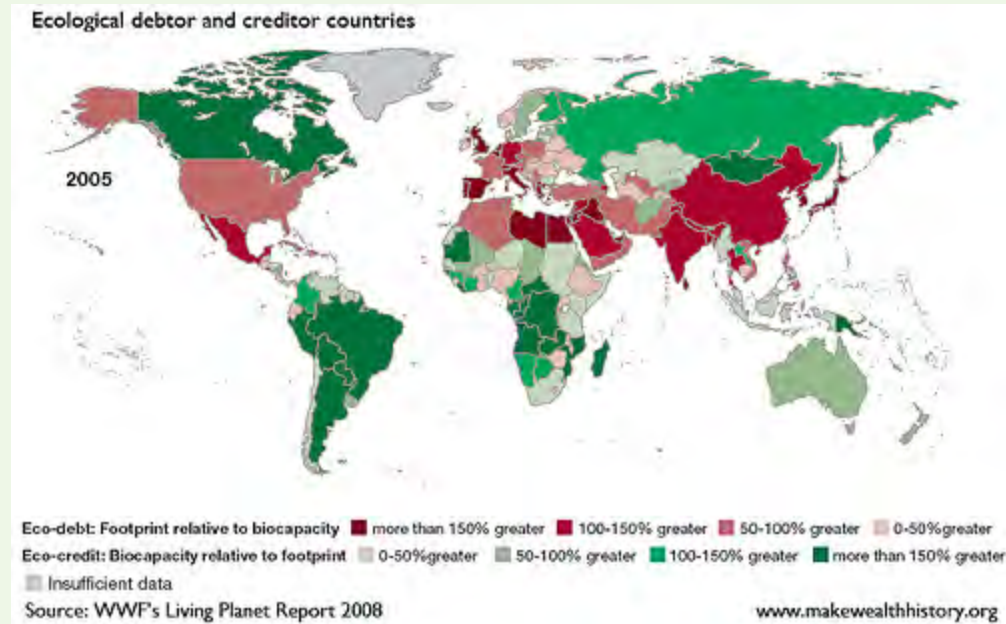 Ecological debtor and creditor countries
2005
Eco-debt: Footprint relative to biocapacity more than 150% greater 100-150% greater 50-100% greater 0-50%greater
Eco-credit: Biocapacity relative to footprint 0-50%greater 50-100% greater 100-150% greater more than 150% greater
Insufficient data
Source: WWF's Living Planet Report 2008 www.makewealthhistory.org